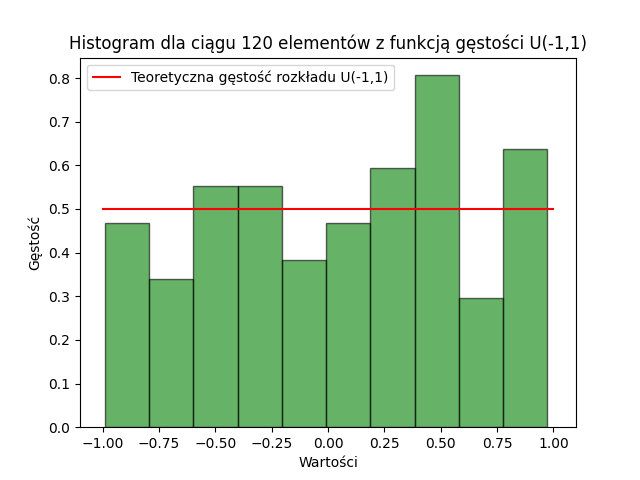 Histogram dla ciągu 120 elementów z funkcją gęstości U(-1,1)
Teoretyczna gęstość rozkładu U(-1,1)
Gęstość
0.8
0.7
0.6
0.5
0.4
0.3
0.2
0.1
0.0
−1.00 −0.75 −0.50 −0.25 0.00 0.25 0.50 0.75 1.00
Wartości